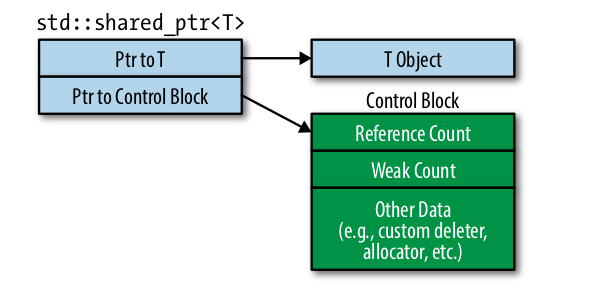 std::shared_ptr<T>
Ptr to T
T Object
Ptr to Control Block
Control Block
Reference Count
Weak Count
Other Data
(e.g., custom deleter,
allocator, etc.)